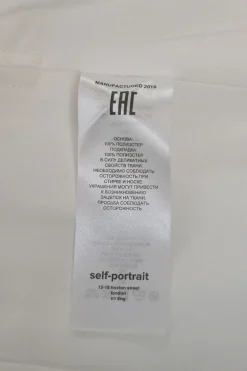 MANUFACTURED 2019
EAC
ОСНОВА:
100% ПОЛИЭСТЕР
ПОДКЛАДКА:
100% ПОЛИЭСТЕР
В СИЛУ ДЕЛИКАТНЫХ
СВОЙСТВ ТКАНИ,
НЕОБХОДИМО СОБЛЮДАТЬ
ОСТОРОЖНОСТЬ ПРИ
СТИРКЕ И НОСКЕ
УКРАШЕНИЯ МОГУТ ПРИВЕСТИ
К ВОЗНИКНОВЕНИЮ
ЗАЦЕПОК НА ТКАНИ.
ПРОСЬБА СОБЛЮДАТЬ
ОСТОРОЖНОСТЬ
self-portrait
london